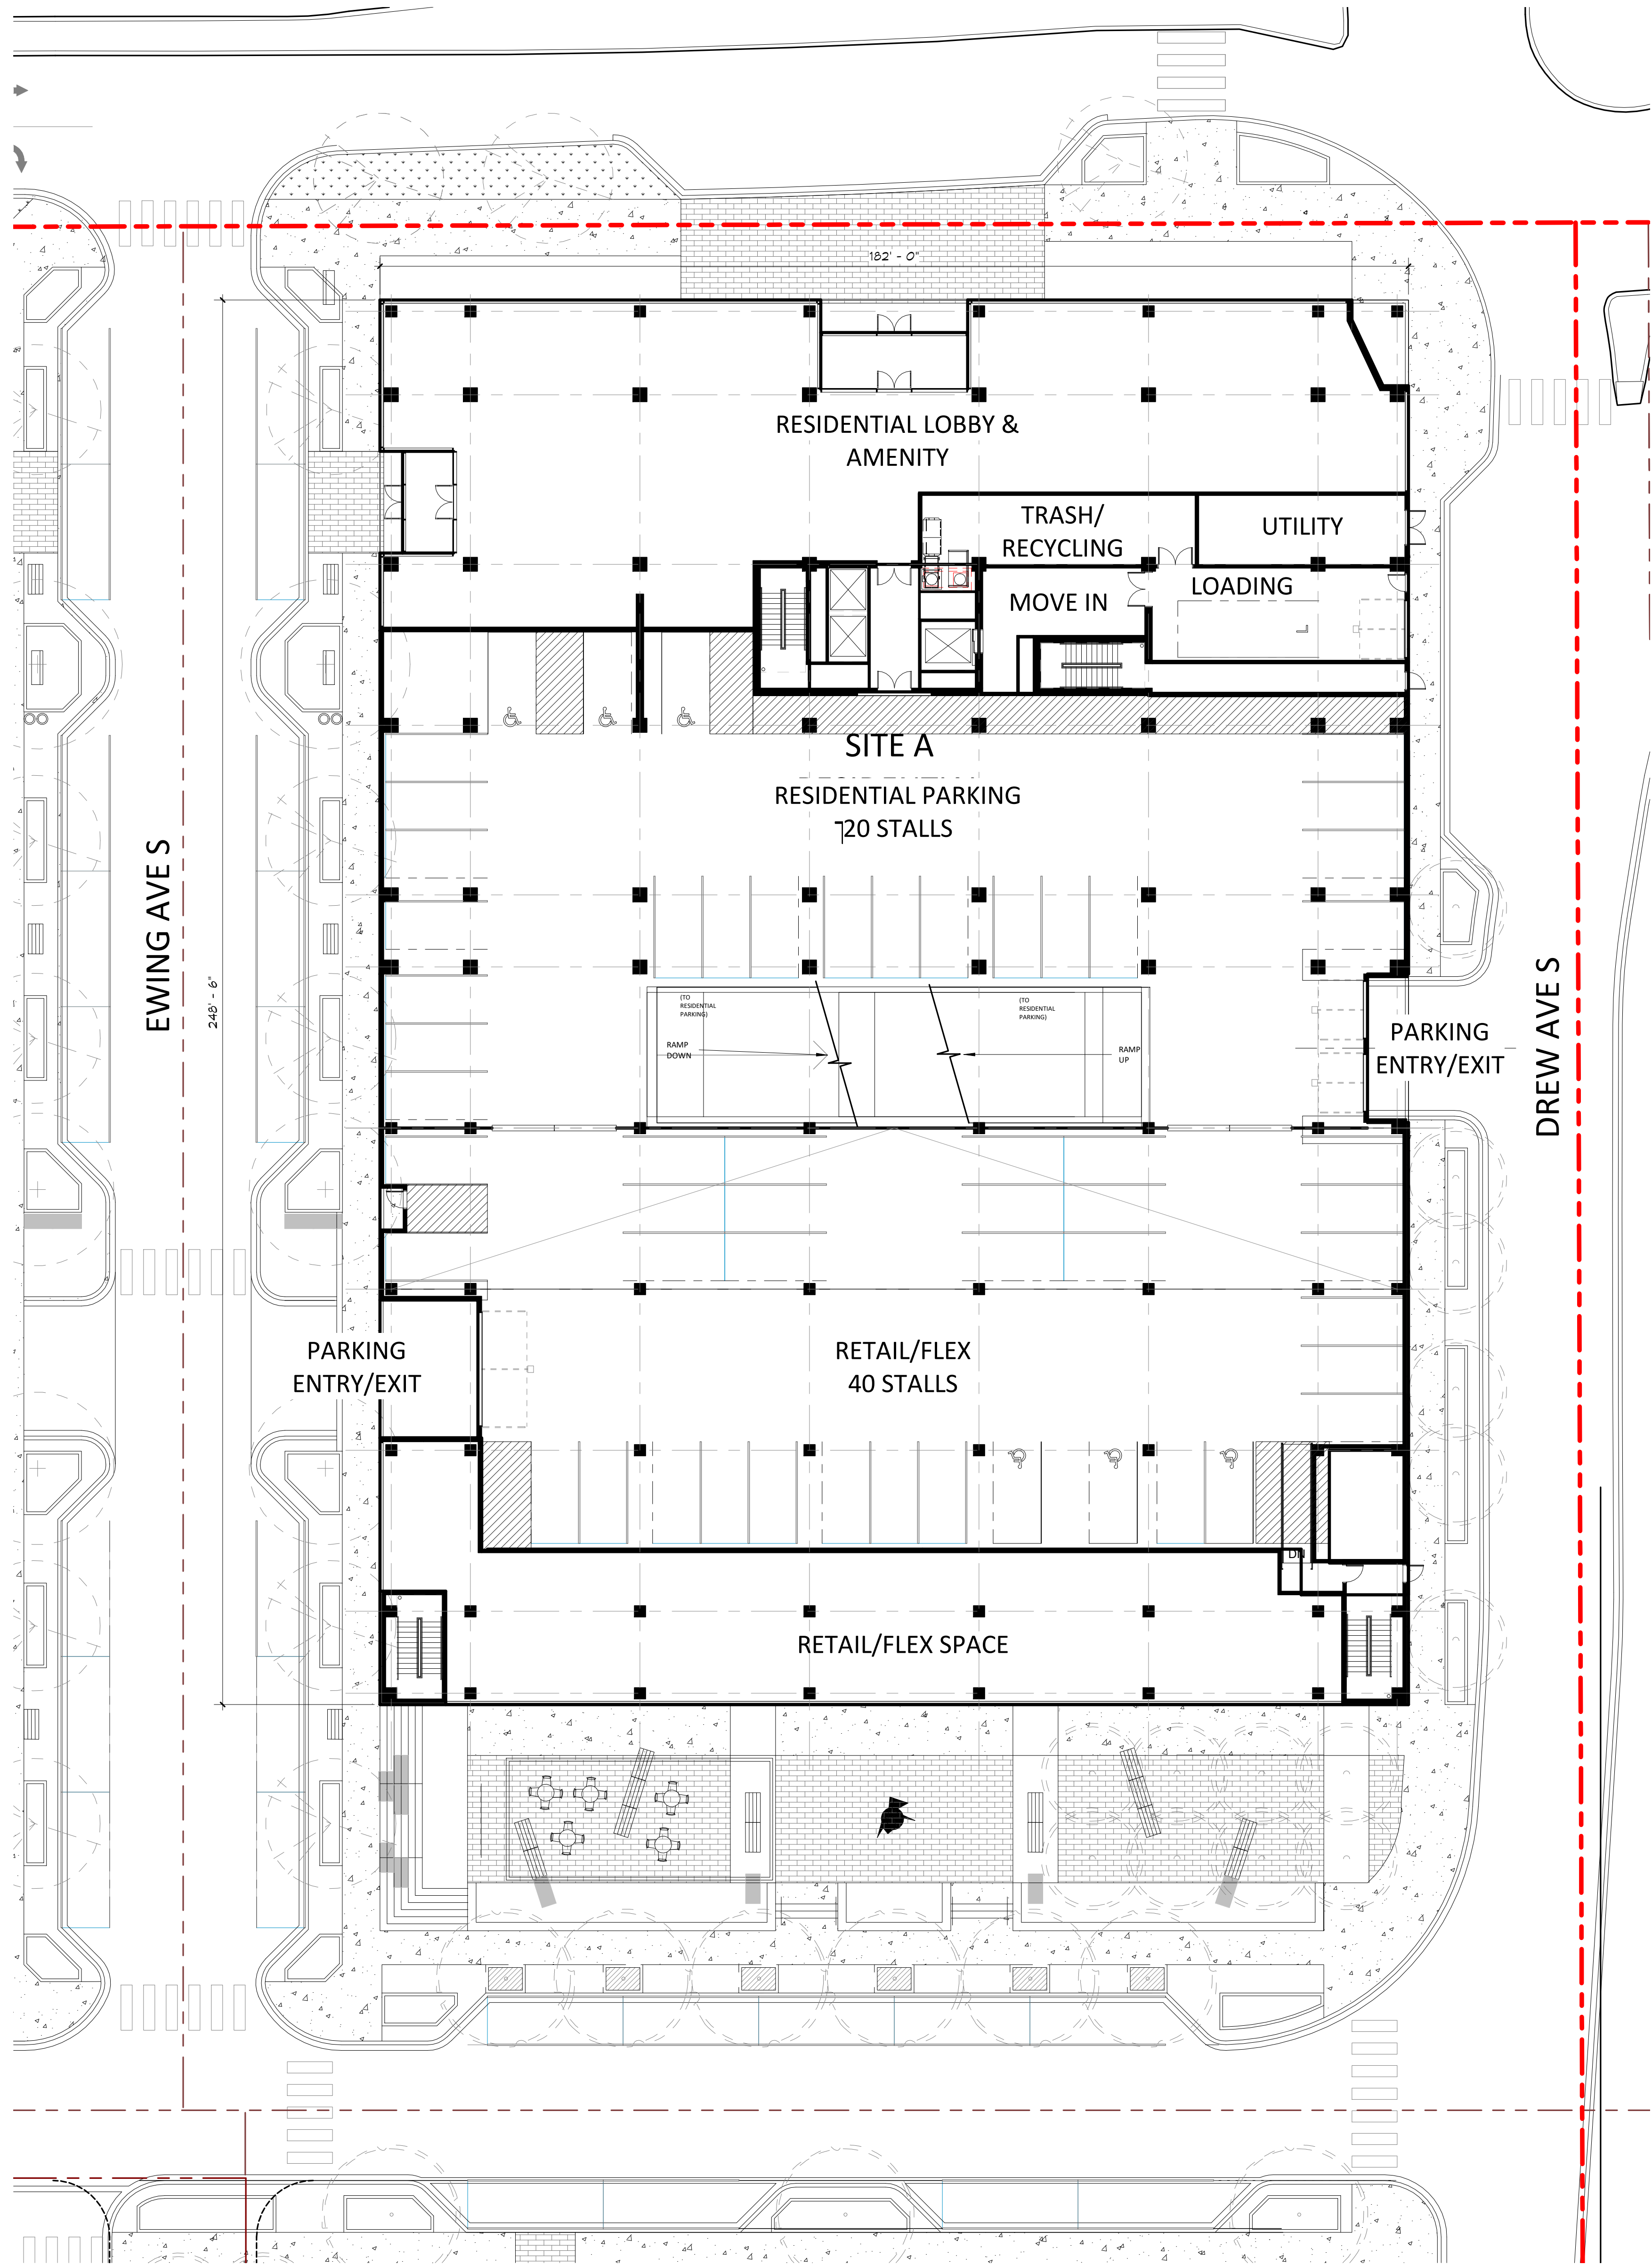 182' - 0"
RESIDENTIAL LOBBY &
AMENITY
TRASH/
RECYCLING
UTILITY
MOVE IN
LOADING
SITE A
RESIDENTIAL PARKING
20 STALLS
EWING AVE S
248' - 6"
(TO
RESIDENTIAL
PARKING)
RAMP
DOWN
(TO
RESIDENTIAL
PARKING)
RAMP
UP
PARKING
ENTRY/EXIT
DREW AVE S
PARKING
ENTRY/EXIT
RETAIL/FLEX
40 STALLS
DN
RETAIL/FLEX SPACE